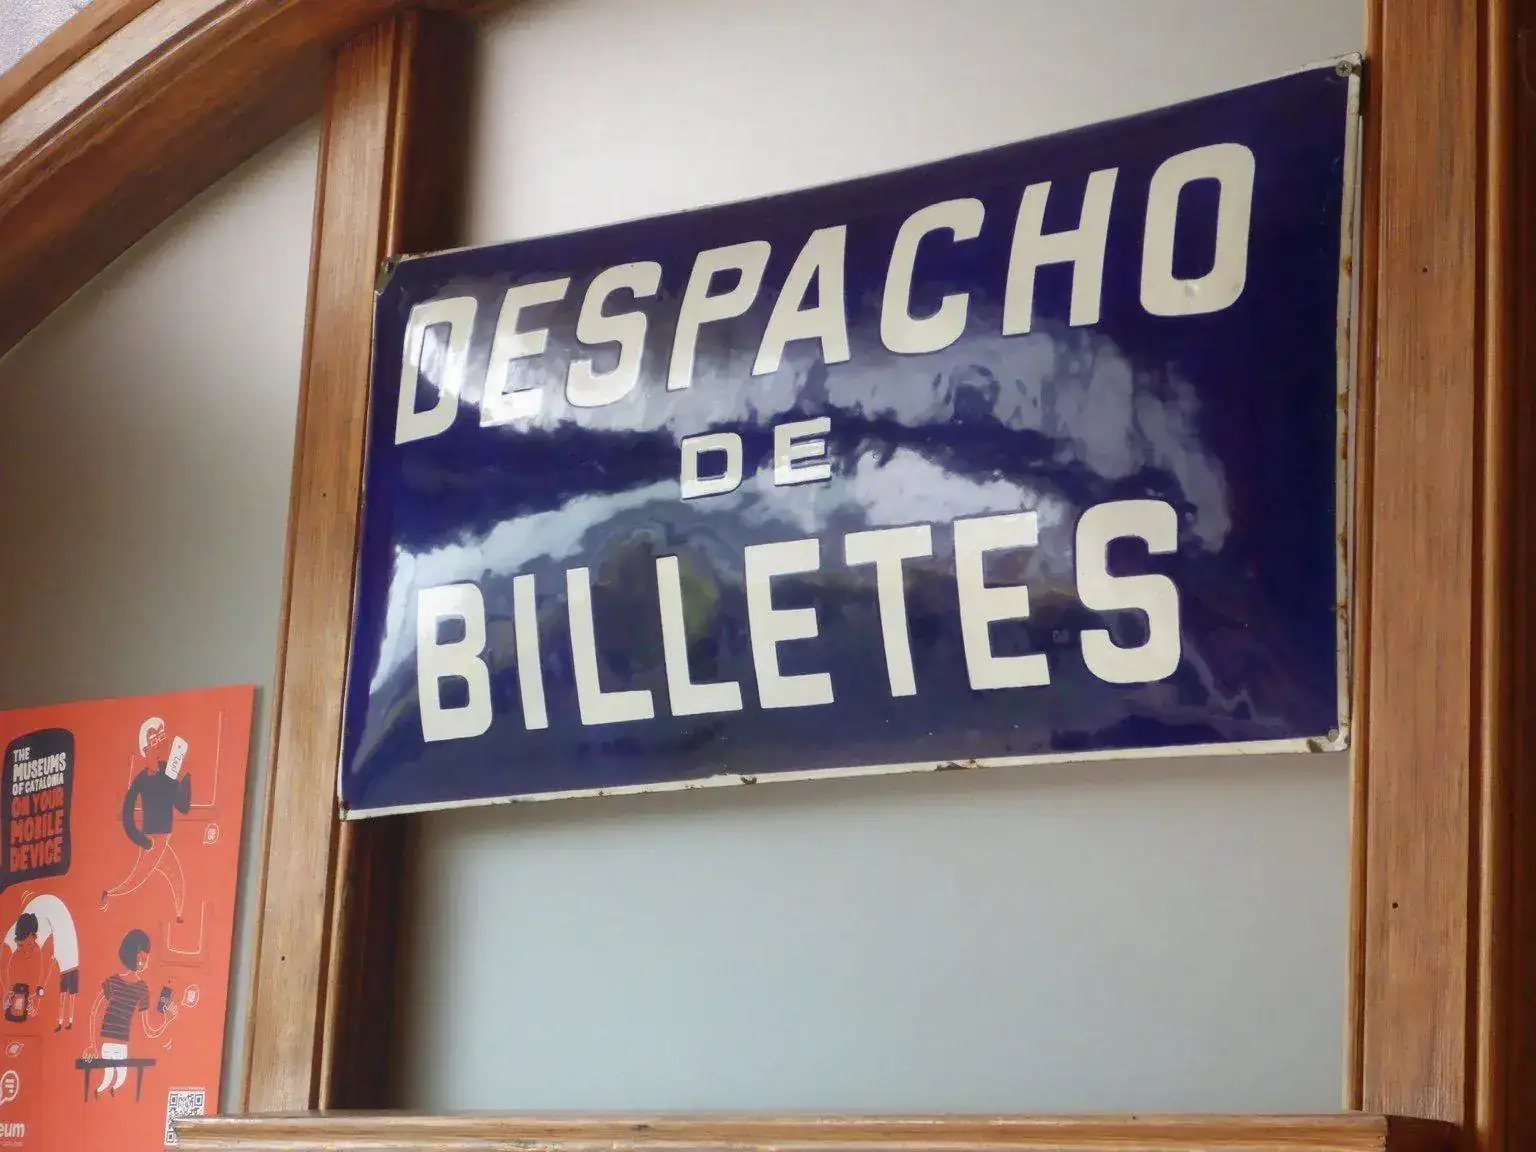 DESPACHO
DE
BILLETES
THE
MUSEUMS
OF CATALONIA
ON YOUR
MOBILE
DEVICE